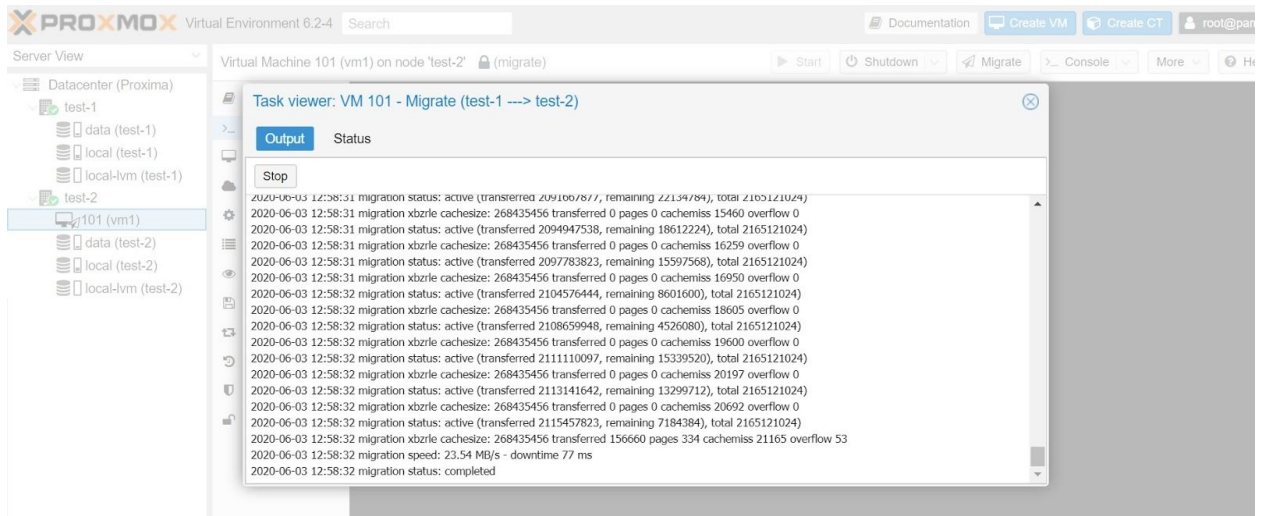 PROXMOX Virtual Environment 6.2-4 Search Documentation Create VM Create CT root@pam
Server View
Virtual Machine 101 (vm1) on node 'test-2' (migrate) Start Shutdown Migrate >_ Console More
Datacenter (Proxima)
test-1
data (test-1)
local (test-1)
local-lvm (test-1)
test-2
101 (vm1)
data (test-2)
local (test-2)
local-lvm (test-2)
Task viewer: VM 101 - Migrate (test-1 ---> test-2)
Output Status
Stop
2020-06-03 12:58:31 migration status: active (transferred 2091667877, remaining 22134784), total 2165121024)
2020-06-03 12:58:31 migration xbzrle cachesize: 268435456 transferred 0 pages 0 cachemiss 15460 overflow 0
2020-06-03 12:58:31 migration status: active (transferred 2094947538, remaining 18612224), total 2165121024)
2020-06-03 12:58:31 migration xbzrle cachesize: 268435456 transferred 0 pages 0 cachemiss 16259 overflow 0
2020-06-03 12:58:31 migration status: active (transferred 2097783823, remaining 15597568), total 2165121024)
2020-06-03 12:58:31 migration xbzrle cachesize: 268435456 transferred 0 pages 0 cachemiss 16950 overflow 0
2020-06-03 12:58:32 migration status: active (transferred 2104576444, remaining 8601600), total 2165121024)
2020-06-03 12:58:32 migration xbzrle cachesize: 268435456 transferred 0 pages 0 cachemiss 18605 overflow 0
2020-06-03 12:58:32 migration status: active (transferred 2108659948, remaining 4526080), total 2165121024)
2020-06-03 12:58:32 migration xbzrle cachesize: 268435456 transferred 0 pages 0 cachemiss 19600 overflow 0
2020-06-03 12:58:32 migration status: active (transferred 2111110097, remaining 15339520), total 2165121024)
2020-06-03 12:58:32 migration xbzrle cachesize: 268435456 transferred 0 pages 0 cachemiss 20197 overflow 0
2020-06-03 12:58:32 migration status: active (transferred 2113141642, remaining 13299712), total 2165121024)
2020-06-03 12:58:32 migration xbzrle cachesize: 268435456 transferred 0 pages 0 cachemiss 20692 overflow 0
2020-06-03 12:58:32 migration status: active (transferred 2115457823, remaining 7184384), total 2165121024)
2020-06-03 12:58:32 migration xbzrle cachesize: 268435456 transferred 156660 pages 334 cachemiss 21165 overflow 53
2020-06-03 12:58:32 migration speed: 23.54 MB/s - downtime 77 ms
2020-06-03 12:58:32 migration status: completed